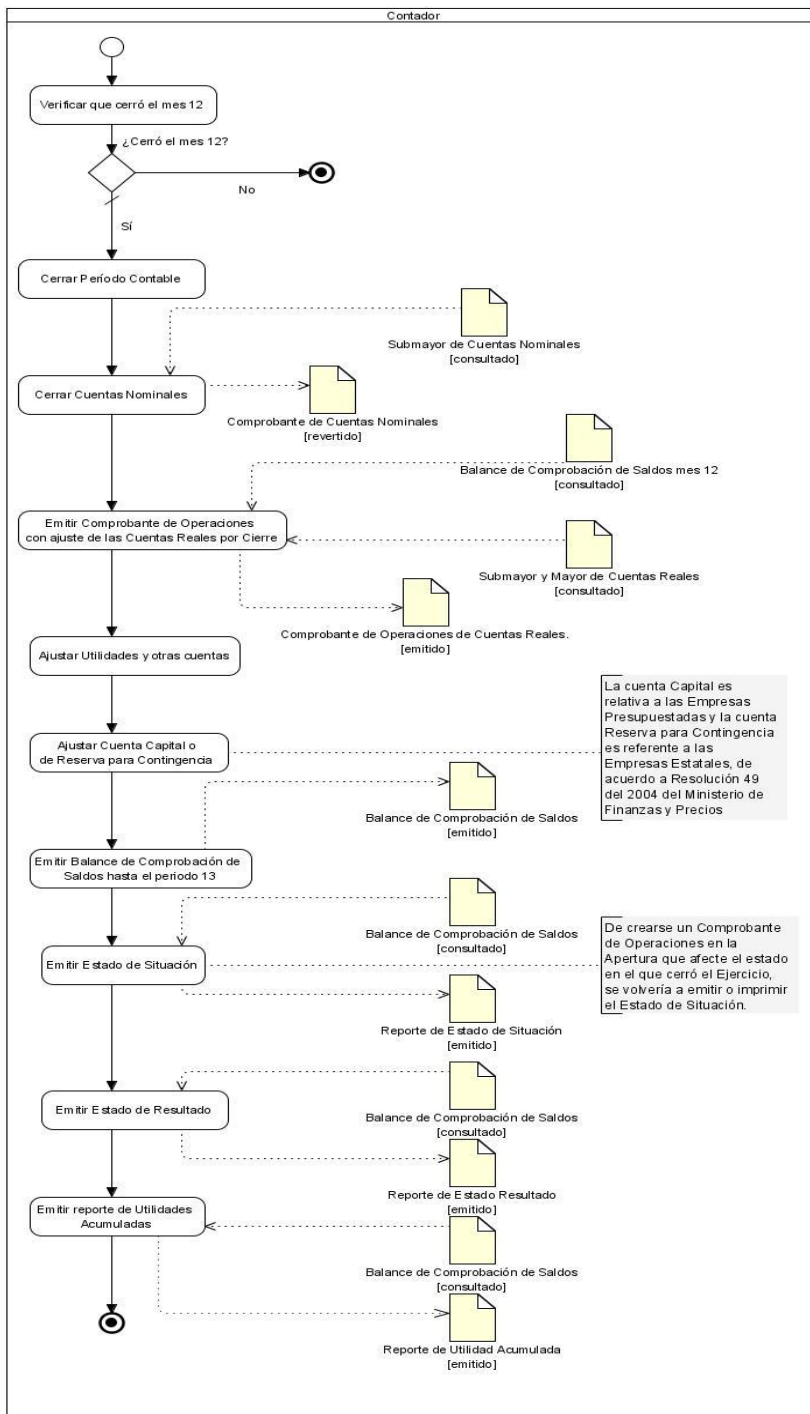 Contador
Verificar que cerró el mes 12
¿Cerró el mes 12?
No
Sí
Cerrar Período Contable
Submayor de Cuentas Nominales
[consultado]
Cerrar Cuentas Nominales
Comprobante de Cuentas Nominales
[revertido]
Balance de Comprobación de Saldos mes 12
[consultado]
Emitir Comprobante de Operaciones
con ajuste de las Cuentas Reales por Cierre
Submayor y Mayor de Cuentas Reales
[consultado]
Comprobante de Operaciones de Cuentas Reales.
[emitido]
Ajustar Utilidades y otras cuentas
La cuenta Capital es
relativa a las Empresas
Presupuestadas y la cuenta
Reserva para Contingencia
es referente a las
Empresas Estatales, de
acuerdo a Resolución 49
del 2004 del Ministerio de
Finanzas y Precios
Ajustar Cuenta Capital o
de Reserva para Contingencia
Balance de Comprobación de Saldos
[emitido]
Emitir Balance de Comprobación de
Saldos hasta el periodo 13
Balance de Comprobación de Saldos
[consultado]
De crearse un Comprobante
de Operaciones en la
Apertura que afecte el estado
en el que cerró el Ejercicio,
se volvería a emitir o imprimir
el Estado de Situación.
Emitir Estado de Situación
Reporte de Estado de Situación
[emitido]
Balance de Comprobación de Saldos
[consultado]
Emitir Estado de Resultado
Reporte de Estado Resultado
[emitido]
Emitir reporte de Utilidades
Acumuladas
Balance de Comprobación de Saldos
[consultado]
Reporte de Utilidad Acumulada
[emitido]